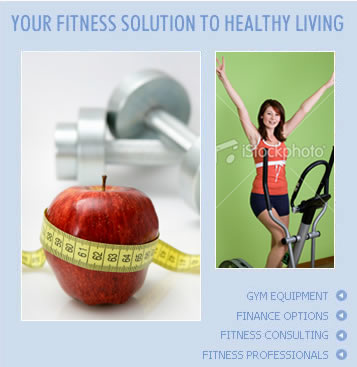 YOUR FITNESS SOLUTION TO HEALTHY LIVING
iStockphoto
GYM EQUIPMENT
FINANCE OPTIONS
FITNESS CONSULTING
FITNESS PROFESSIONALS